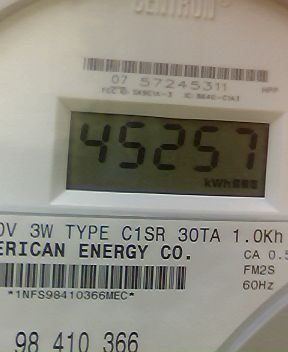 CENTRON
07 57245311
45257
kWh
0V 3W TYPE C1SR 30TA 1.0Kh
ERICAN ENERGY CO.
CA 0.5
FM2S
60Hz
*1NFS98410366MEC*
98 410 366